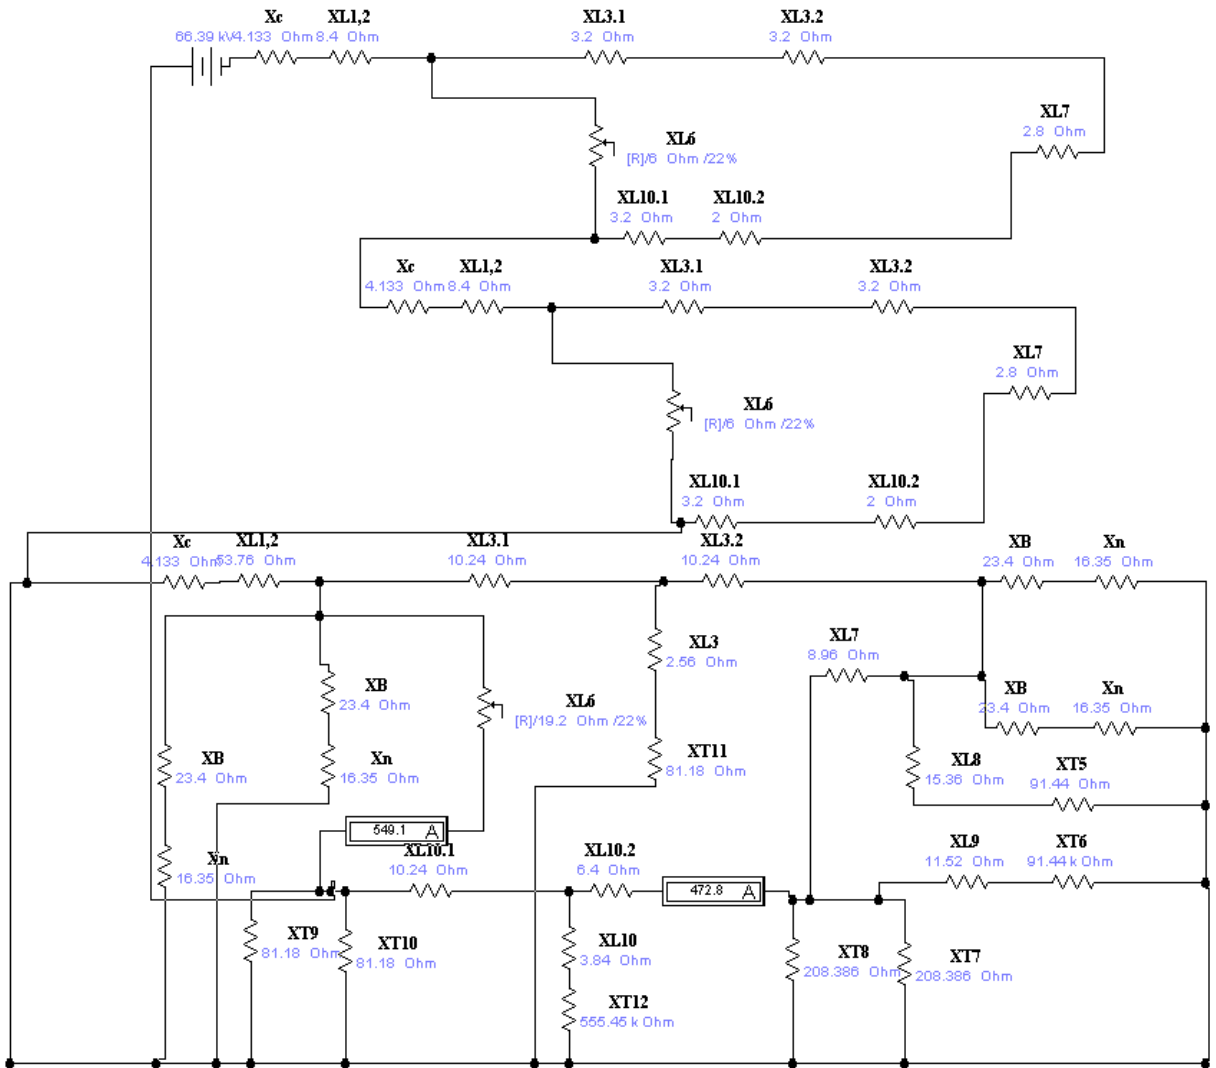 Xc XL1,2 XL3.1 XL3.2
66.39 kV 4.133 Ohm 8.4 Ohm 3.2 Ohm 3.2 Ohm
XL7
2.8 Ohm
XL6
[R]/6 Ohm /22%
XL10.1 XL10.2
3.2 Ohm 2 Ohm
Xc XL1,2 XL3.1 XL3.2
4.133 Ohm 8.4 Ohm 3.2 Ohm 3.2 Ohm
XL7
2.8 Ohm
XL6
[R]/6 Ohm /22%
XL10.1 XL10.2
3.2 Ohm 2 Ohm
Xc XL1,2 XL3.1 XL3.2 XB Xn
4.133 Ohm 53.76 Ohm 10.24 Ohm 10.24 Ohm 23.4 Ohm 16.35 Ohm
XL7
8.96 Ohm
XL3
2.56 Ohm
XB XL6 XB Xn
23.4 Ohm [R]/19.2 Ohm /22% 23.4 Ohm 16.35 Ohm
XB Xn XT11 XL8 XT5
23.4 Ohm 16.35 Ohm 81.18 Ohm 15.36 Ohm 91.44 Ohm
549.1 A
Xn XL10.1 XL10.2 XL9 XT6
16.35 Ohm 10.24 Ohm 6.4 Ohm 11.52 Ohm 91.44 k Ohm
472.8 A
XT9 XT10 XL10 XT8 XT7
81.18 Ohm 81.18 Ohm 3.84 Ohm 208.386 Ohm 208.386 Ohm
XT12
555.45 k Ohm